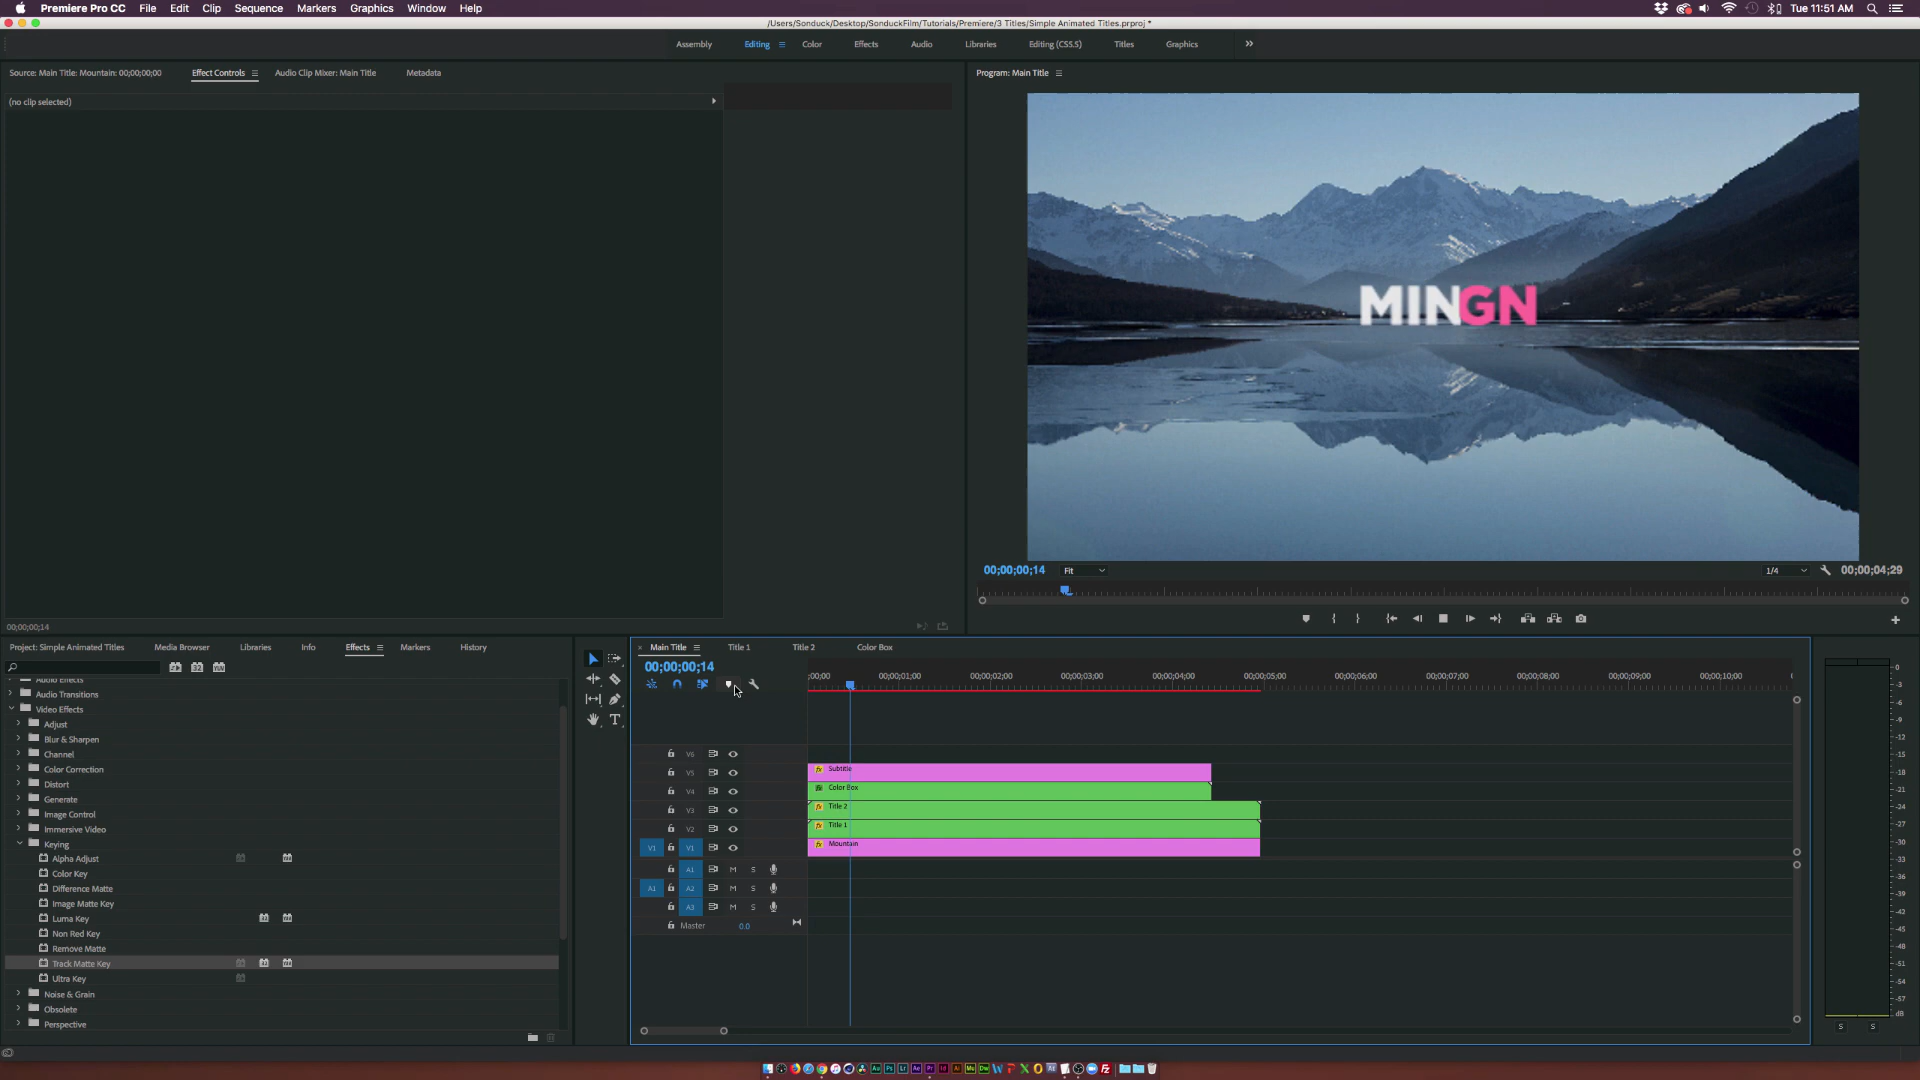 Premiere Pro CC File Edit Clip Sequence Markers Graphics Window Help Tue 11:51 AM
/Users/Sonduck/Desktop/SonduckFilm/Tutorials/Premiere/3 Titles/Simple Animated Titles.prproj *
Assembly Editing Color Effects Audio Libraries Editing (CS5.5) Titles Graphics
Source: Main Title: Mountain: 00;00;00;00 Effect Controls Audio Clip Mixer: Main Title Metadata
Program: Main Title
(no clip selected)
MINGN
00;00;00;14 Fit 1/4 00;00;04;29
00;00;00;14
Project: Simple Animated Titles Media Browser Libraries Info Effects Markers History
Main Title Title 1 Title 2 Color Box
00;00;00;14
;00;00 00;00;01;00 00;00;02;00 00;00;03;00 00;00;04;00 00;00;05;00 00;00;06;00 00;00;07;00 00;00;08;00 00;00;09;00 00;00;10;00
Audio Effects
Audio Transitions
Video Effects
Adjust
Blur & Sharpen
Channel
Color Correction
Distort
Generate
Image Control
Immersive Video
Keying
Alpha Adjust
Color Key
Difference Matte
Image Matte Key
Luma Key
Non Red Key
Remove Matte
Track Matte Key
Ultra Key
Noise & Grain
Obsolete
Perspective
V6
V5 Subtitle
V4 Color Box
V3 Title 2
V2 Title 1
V1 V1 Mountain
A1 M S
A1 A2 M S
A3 M S
Master 0.0
0
-3
-6
-9
-12
-15
-18
-21
-24
-27
-30
-33
-36
-39
-42
-45
-48
-51
-54
-57
dB
S S
Au Ps Lr Ae Pr Id Ai Mu Dw